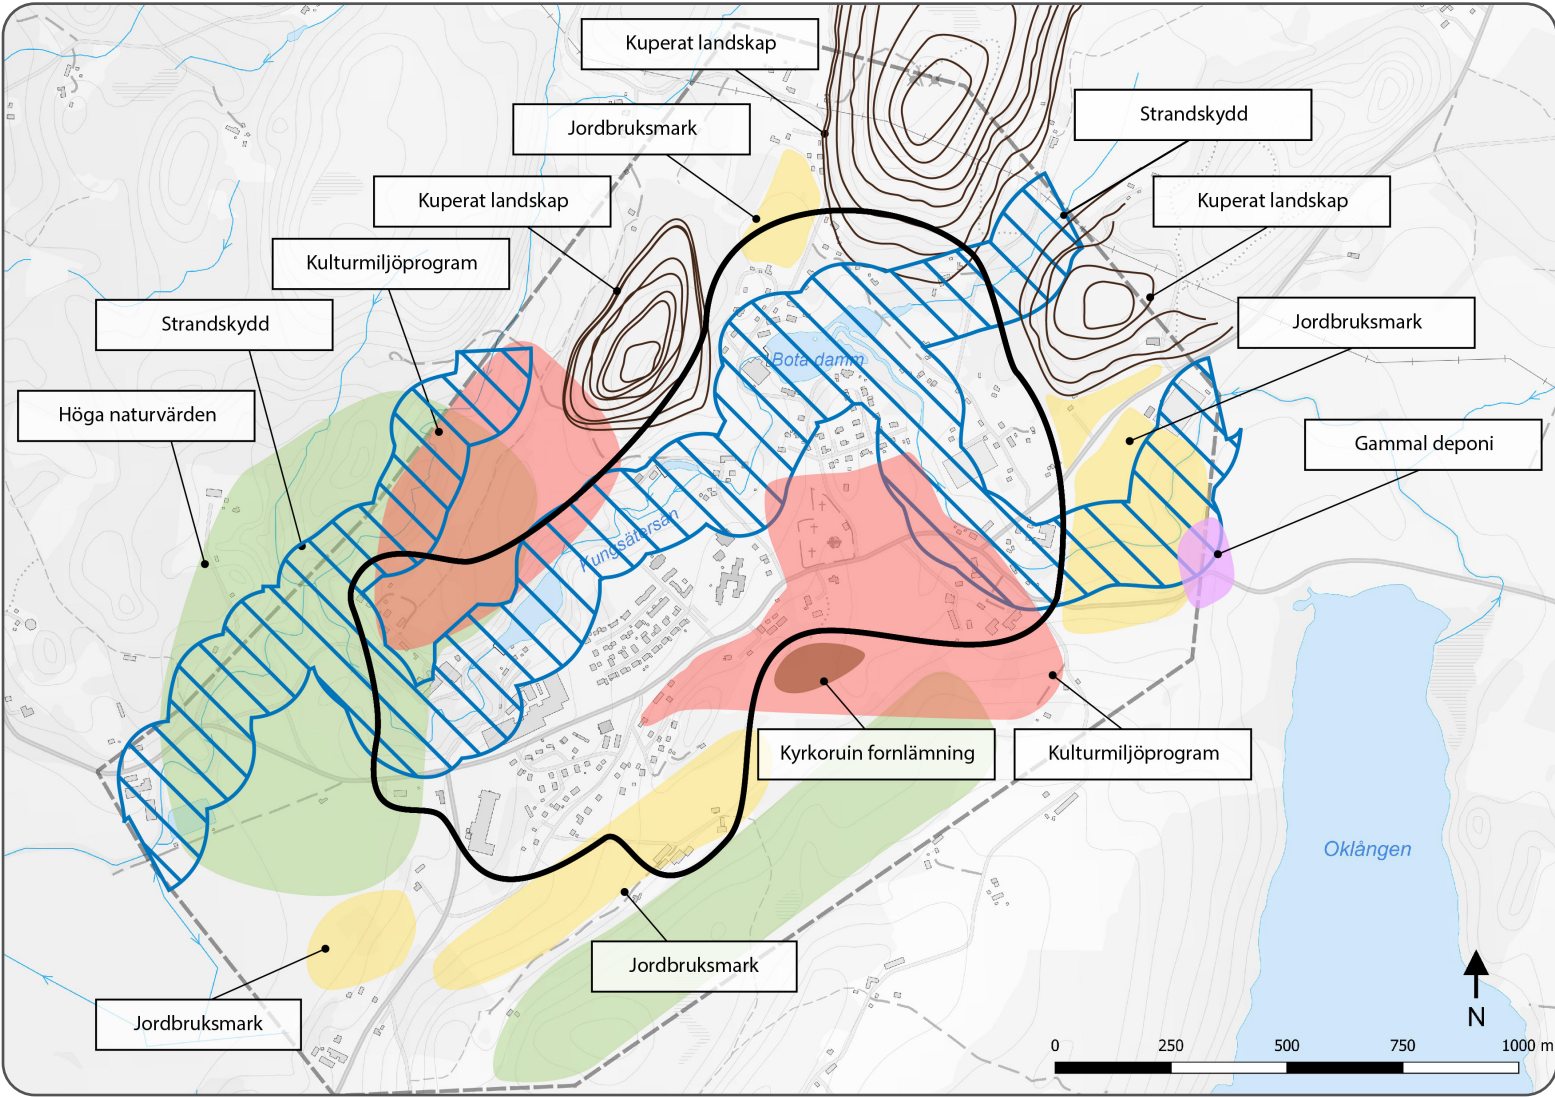 Kuperat landskap
Jordbruksmark
Strandskydd
Kuperat landskap
Kuperat landskap
Kulturmiljöprogram
Strandskydd
Jordbruksmark
Höga naturvärden
Gammal deponi
Bota damm
Kungsätersån
Kyrkoruin fornlämning
Kulturmiljöprogram
Oklången
Jordbruksmark
Jordbruksmark
N
0 250 500 750 1000 m